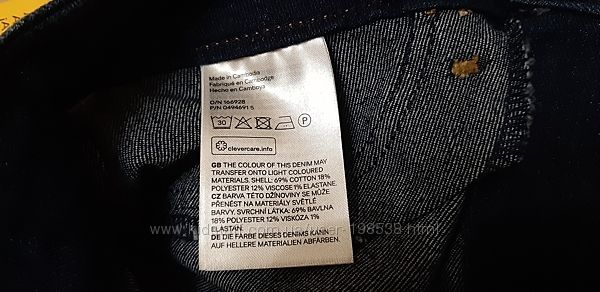 Made in Cambodia
Fabriqué en Cambodge
Hecho en Camboya
O/N 166928
P/N 0494691 5
30 P
clevercare.info
GB THE COLOUR OF THIS DENIM MAY
TRANSFER ONTO LIGHT COLOURED
MATERIALS. SHELL: 69% COTTON 18%
POLYESTER 12% VISCOSE 1% ELASTANE.
CZ BARVA TÉTO DŽÍNOVINY SE MŮŽE
PŘENÉST NA MATERIÁLY SVĚTLÉ
BARVY. SVRCHNÍ LÁTKA: 69% BAVLNA
18% POLYESTER 12% VISKÓZA 1%
ELASTAN.
DE DIE FARBE DIESES DENIMS KANN
AUF HELLERE MATERIALIEN ABFÄRBEN.